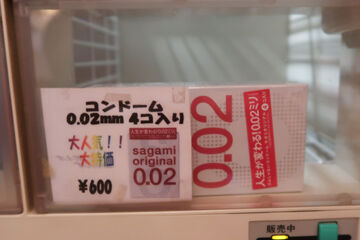 コンドーム
0.02mm 4コ入り
大人気!!
大特価
¥600
人生が変わる0.02ミリ
sagami
original
0.02
0.02
人生が変わる!0.02ミリ
販売中